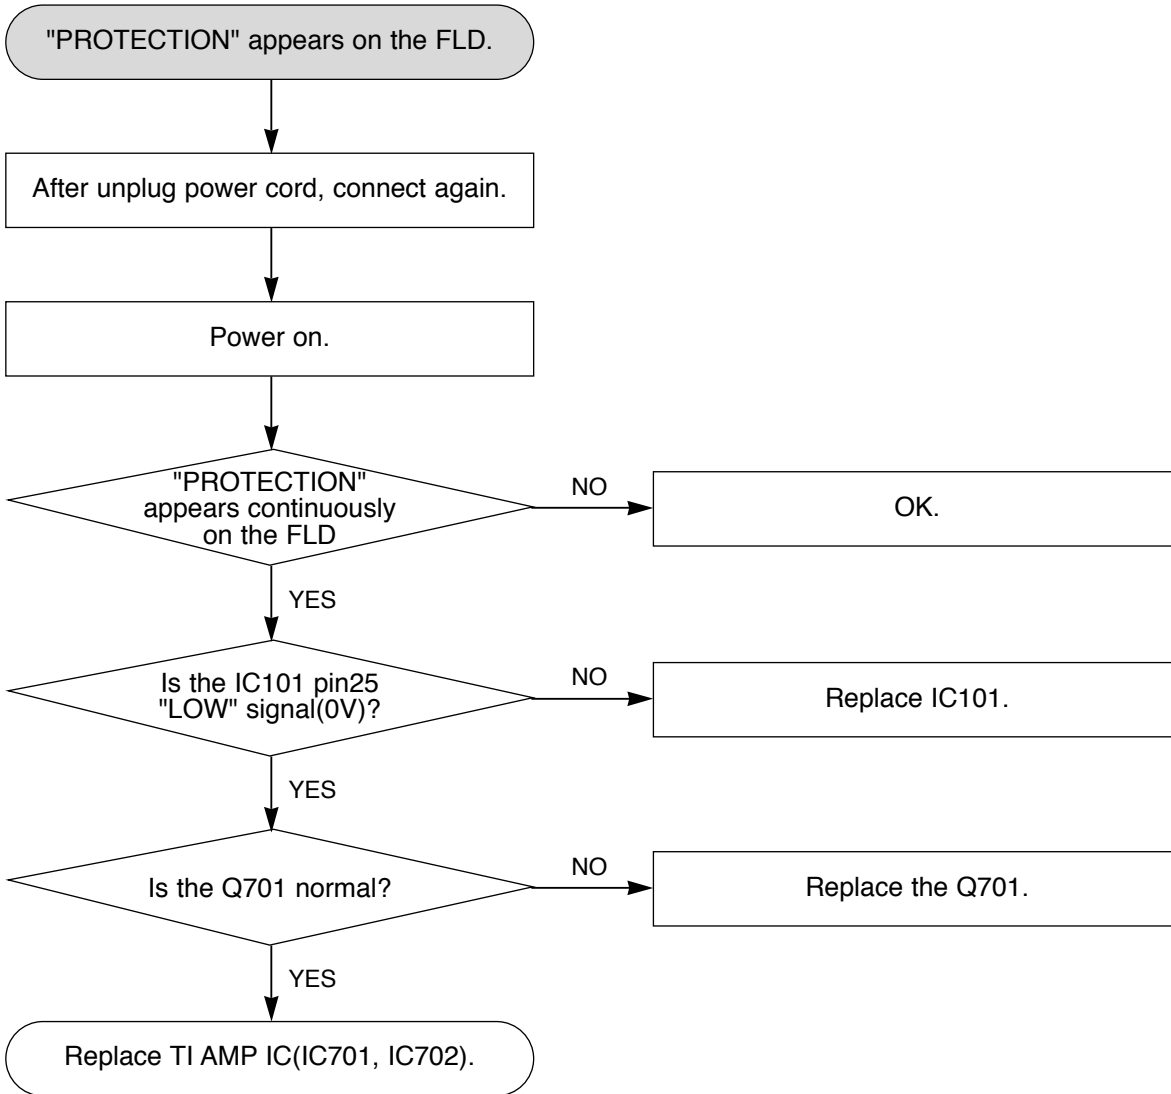 "PROTECTION" appears on the FLD.
After unplug power cord, connect again.
Power on.
"PROTECTION"
appears continuously
on the FLD
NO
OK.
YES
Is the IC101 pin25
"LOW" signal(0V)?
NO
Replace IC101.
YES
Is the Q701 normal?
NO
Replace the Q701.
YES
Replace TI AMP IC(IC701, IC702).